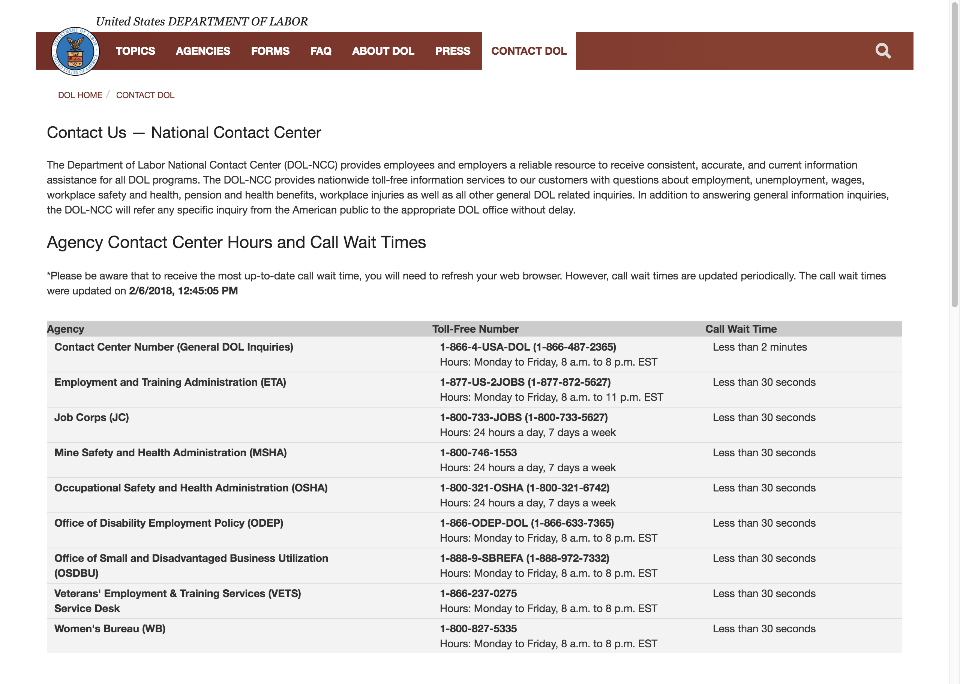 United States DEPARTMENT OF LABOR
TOPICS AGENCIES FORMS FAQ ABOUT DOL PRESS CONTACT DOL
DOL HOME / CONTACT DOL
Contact Us — National Contact Center
The Department of Labor National Contact Center (DOL-NCC) provides employees and employers a reliable resource to receive consistent, accurate, and current information
assistance for all DOL programs. The DOL-NCC provides nationwide toll-free information services to our customers with questions about employment, unemployment, wages,
workplace safety and health, pension and health benefits, workplace injuries as well as all other general DOL related inquiries. In addition to answering general information inquiries,
the DOL-NCC will refer any specific inquiry from the American public to the appropriate DOL office without delay.
Agency Contact Center Hours and Call Wait Times
*Please be aware that to receive the most up-to-date call wait time, you will need to refresh your web browser. However, call wait times are updated periodically. The call wait times
were updated on 2/6/2018, 12:45:05 PM
Agency Toll-Free Number Call Wait Time
Contact Center Number (General DOL Inquiries) 1-866-4-USA-DOL (1-866-487-2365) Less than 2 minutes
Hours: Monday to Friday, 8 a.m. to 8 p.m. EST
Employment and Training Administration (ETA) 1-877-US-2JOBS (1-877-872-5627) Less than 30 seconds
Hours: Monday to Friday, 8 a.m. to 11 p.m. EST
Job Corps (JC) 1-800-733-JOBS (1-800-733-5627) Less than 30 seconds
Hours: 24 hours a day, 7 days a week
Mine Safety and Health Administration (MSHA) 1-800-746-1553 Less than 30 seconds
Hours: 24 hours a day, 7 days a week
Occupational Safety and Health Administration (OSHA) 1-800-321-OSHA (1-800-321-6742) Less than 30 seconds
Hours: 24 hours a day, 7 days a week
Office of Disability Employment Policy (ODEP) 1-866-ODEP-DOL (1-866-633-7365) Less than 30 seconds
Hours: Monday to Friday, 8 a.m. to 8 p.m. EST
Office of Small and Disadvantaged Business Utilization 1-888-9-SBREFA (1-888-972-7332) Less than 30 seconds
(OSDBU) Hours: Monday to Friday, 8 a.m. to 8 p.m. EST
Veterans' Employment & Training Services (VETS) 1-866-237-0275 Less than 30 seconds
Service Desk Hours: Monday to Friday, 8 a.m. to 8 p.m. EST
Women's Bureau (WB) 1-800-827-5335 Less than 30 seconds
Hours: Monday to Friday, 8 a.m. to 8 p.m. EST